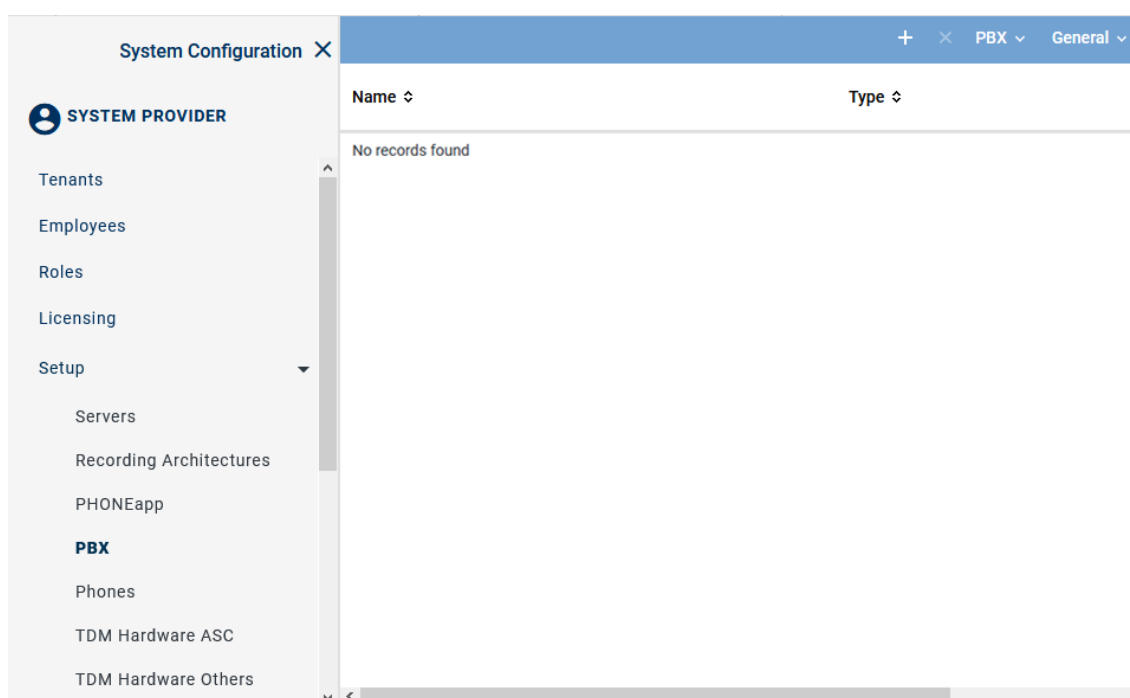 System Configuration
SYSTEM PROVIDER
Tenants
Employees
Roles
Licensing
Setup
Servers
Recording Architectures
PHONEapp
PBX
Phones
TDM Hardware ASC
TDM Hardware Others
PBX General
Name Type
No records found